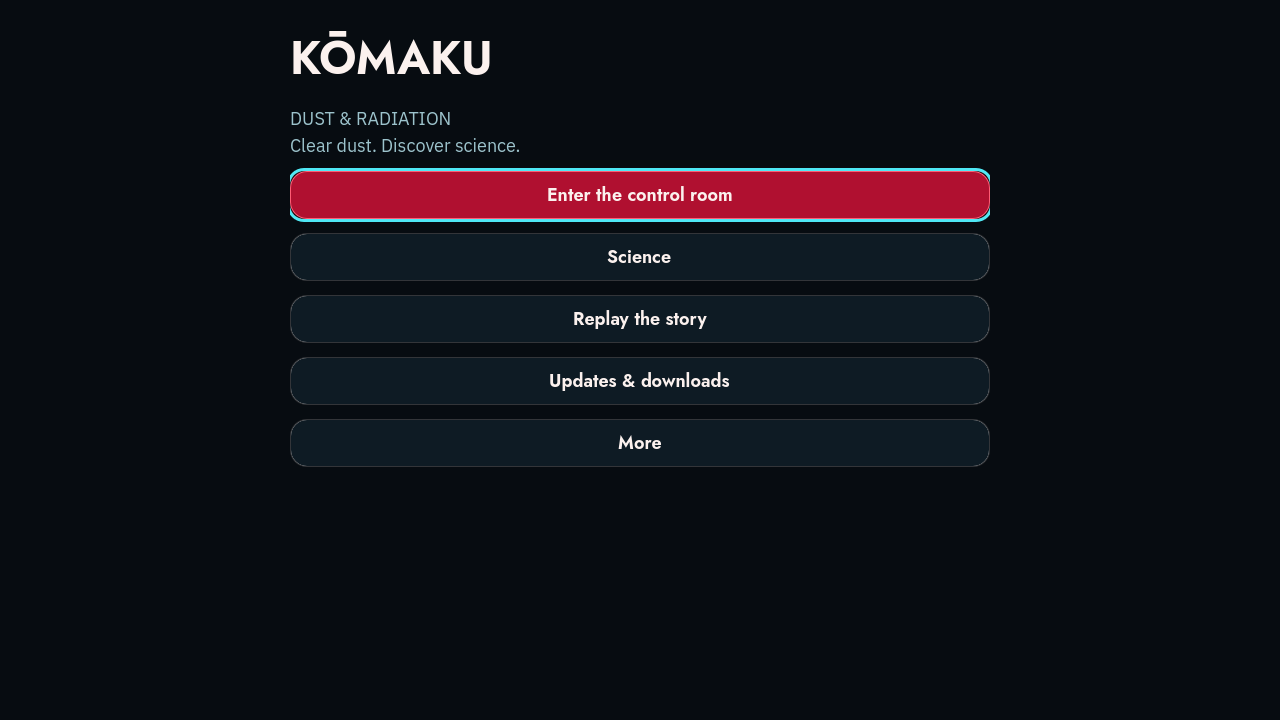 KŌMAKU
DUST & RADIATION
Clear dust. Discover science.
Enter the control room
Science
Replay the story
Updates & downloads
More